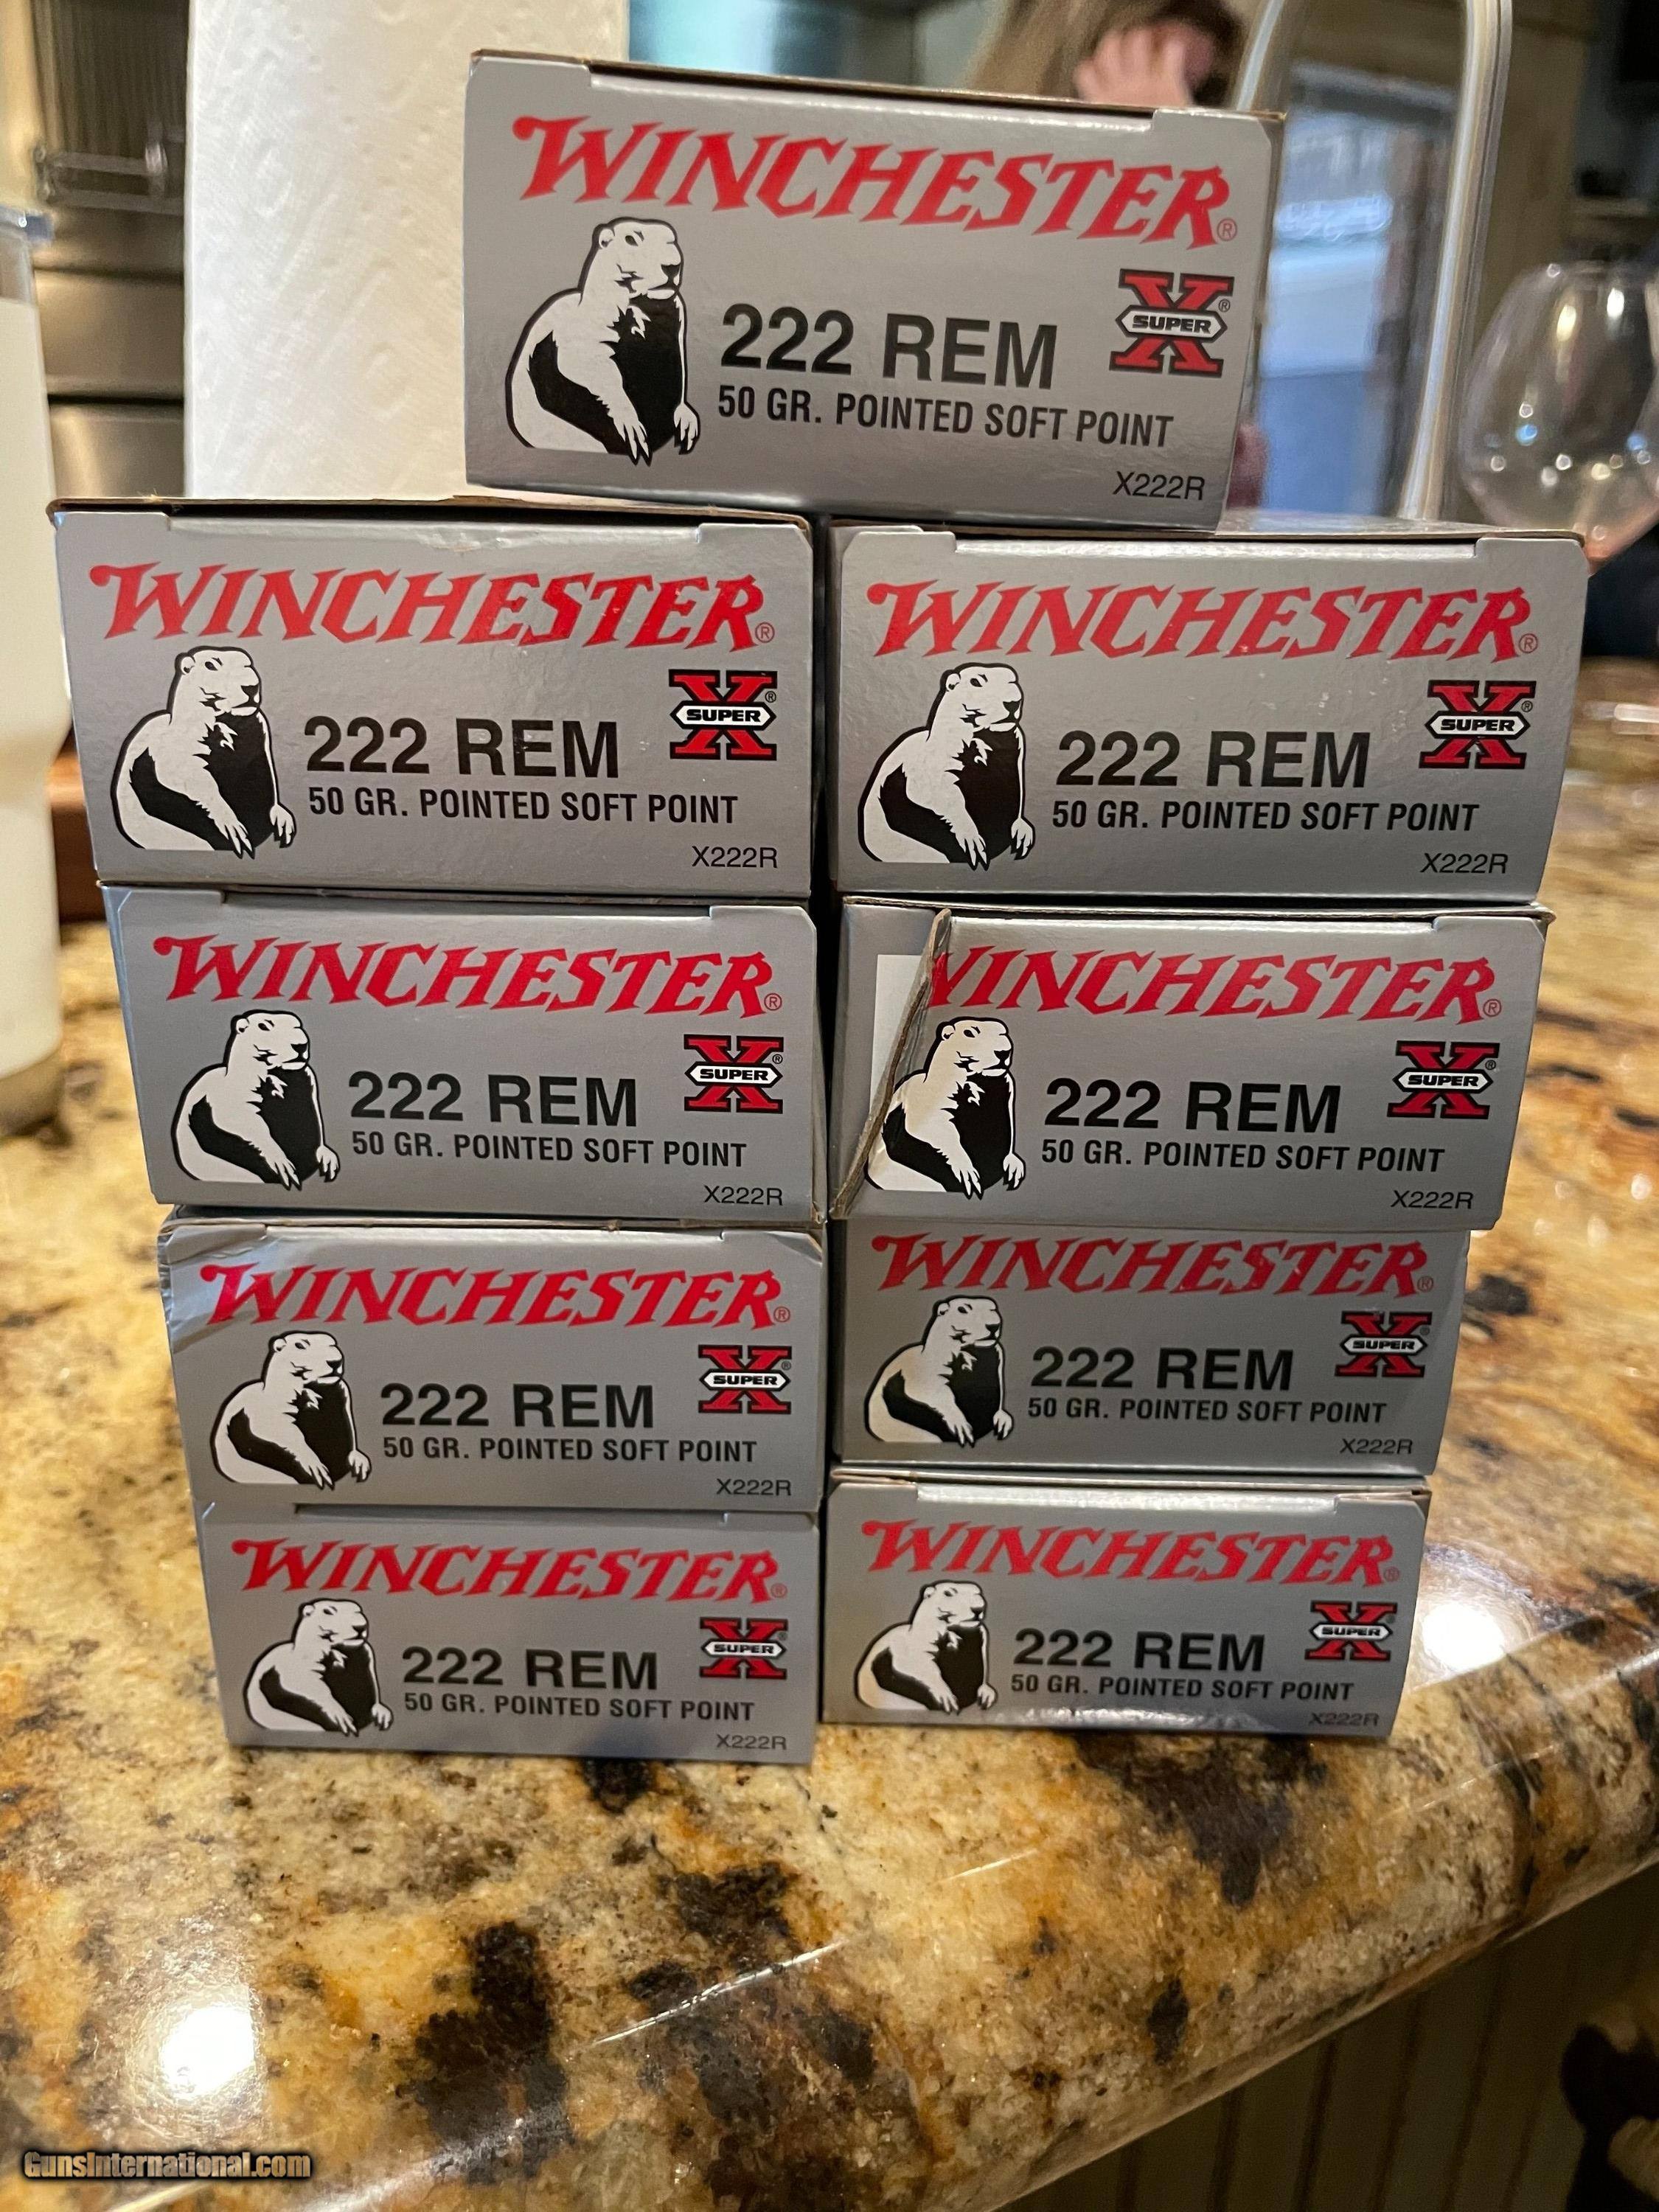 WINCHESTER®
SUPER X®
222 REM
50 GR. POINTED SOFT POINT
X222R
WINCHESTER®
SUPER X®
222 REM
50 GR. POINTED SOFT POINT
X222R
WINCHESTER®
SUPER X®
222 REM
50 GR. POINTED SOFT POINT
X222R
WINCHESTER®
SUPER X®
222 REM
50 GR. POINTED SOFT POINT
X222R
WINCHESTER®
SUPER X®
222 REM
50 GR. POINTED SOFT POINT
X222R
WINCHESTER®
SUPER X®
222 REM
50 GR. POINTED SOFT POINT
X222R
WINCHESTER®
SUPER X®
222 REM
50 GR. POINTED SOFT POINT
X222R
WINCHESTER®
SUPER X®
222 REM
50 GR. POINTED SOFT POINT
X222R
WINCHESTER®
SUPER X®
222 REM
50 GR. POINTED SOFT POINT
X222R
GunsInternational.com